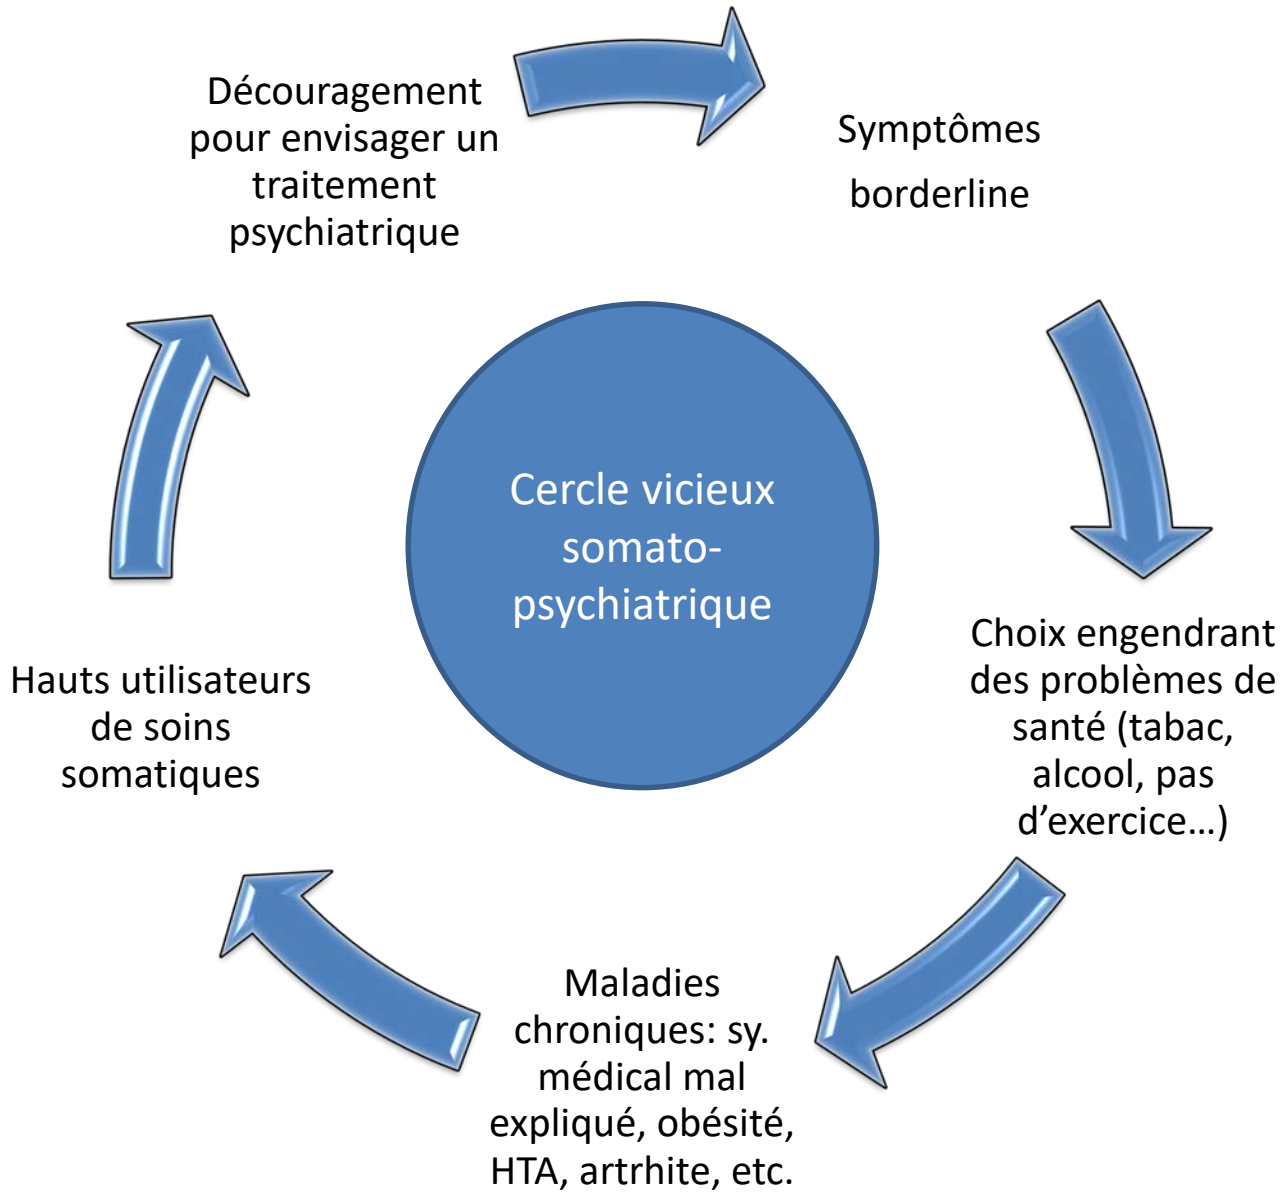 Découragement
pour envisager un
traitement
psychiatrique
Symptômes
borderline
Cercle vicieux
somato-
psychiatrique
Choix engendrant
des problèmes de
santé (tabac,
alcool, pas
d’exercice…)
Hauts utilisateurs
de soins
somatiques
Maladies
chroniques: sy.
médical mal
expliqué, obésité,
HTA, artrhite, etc.